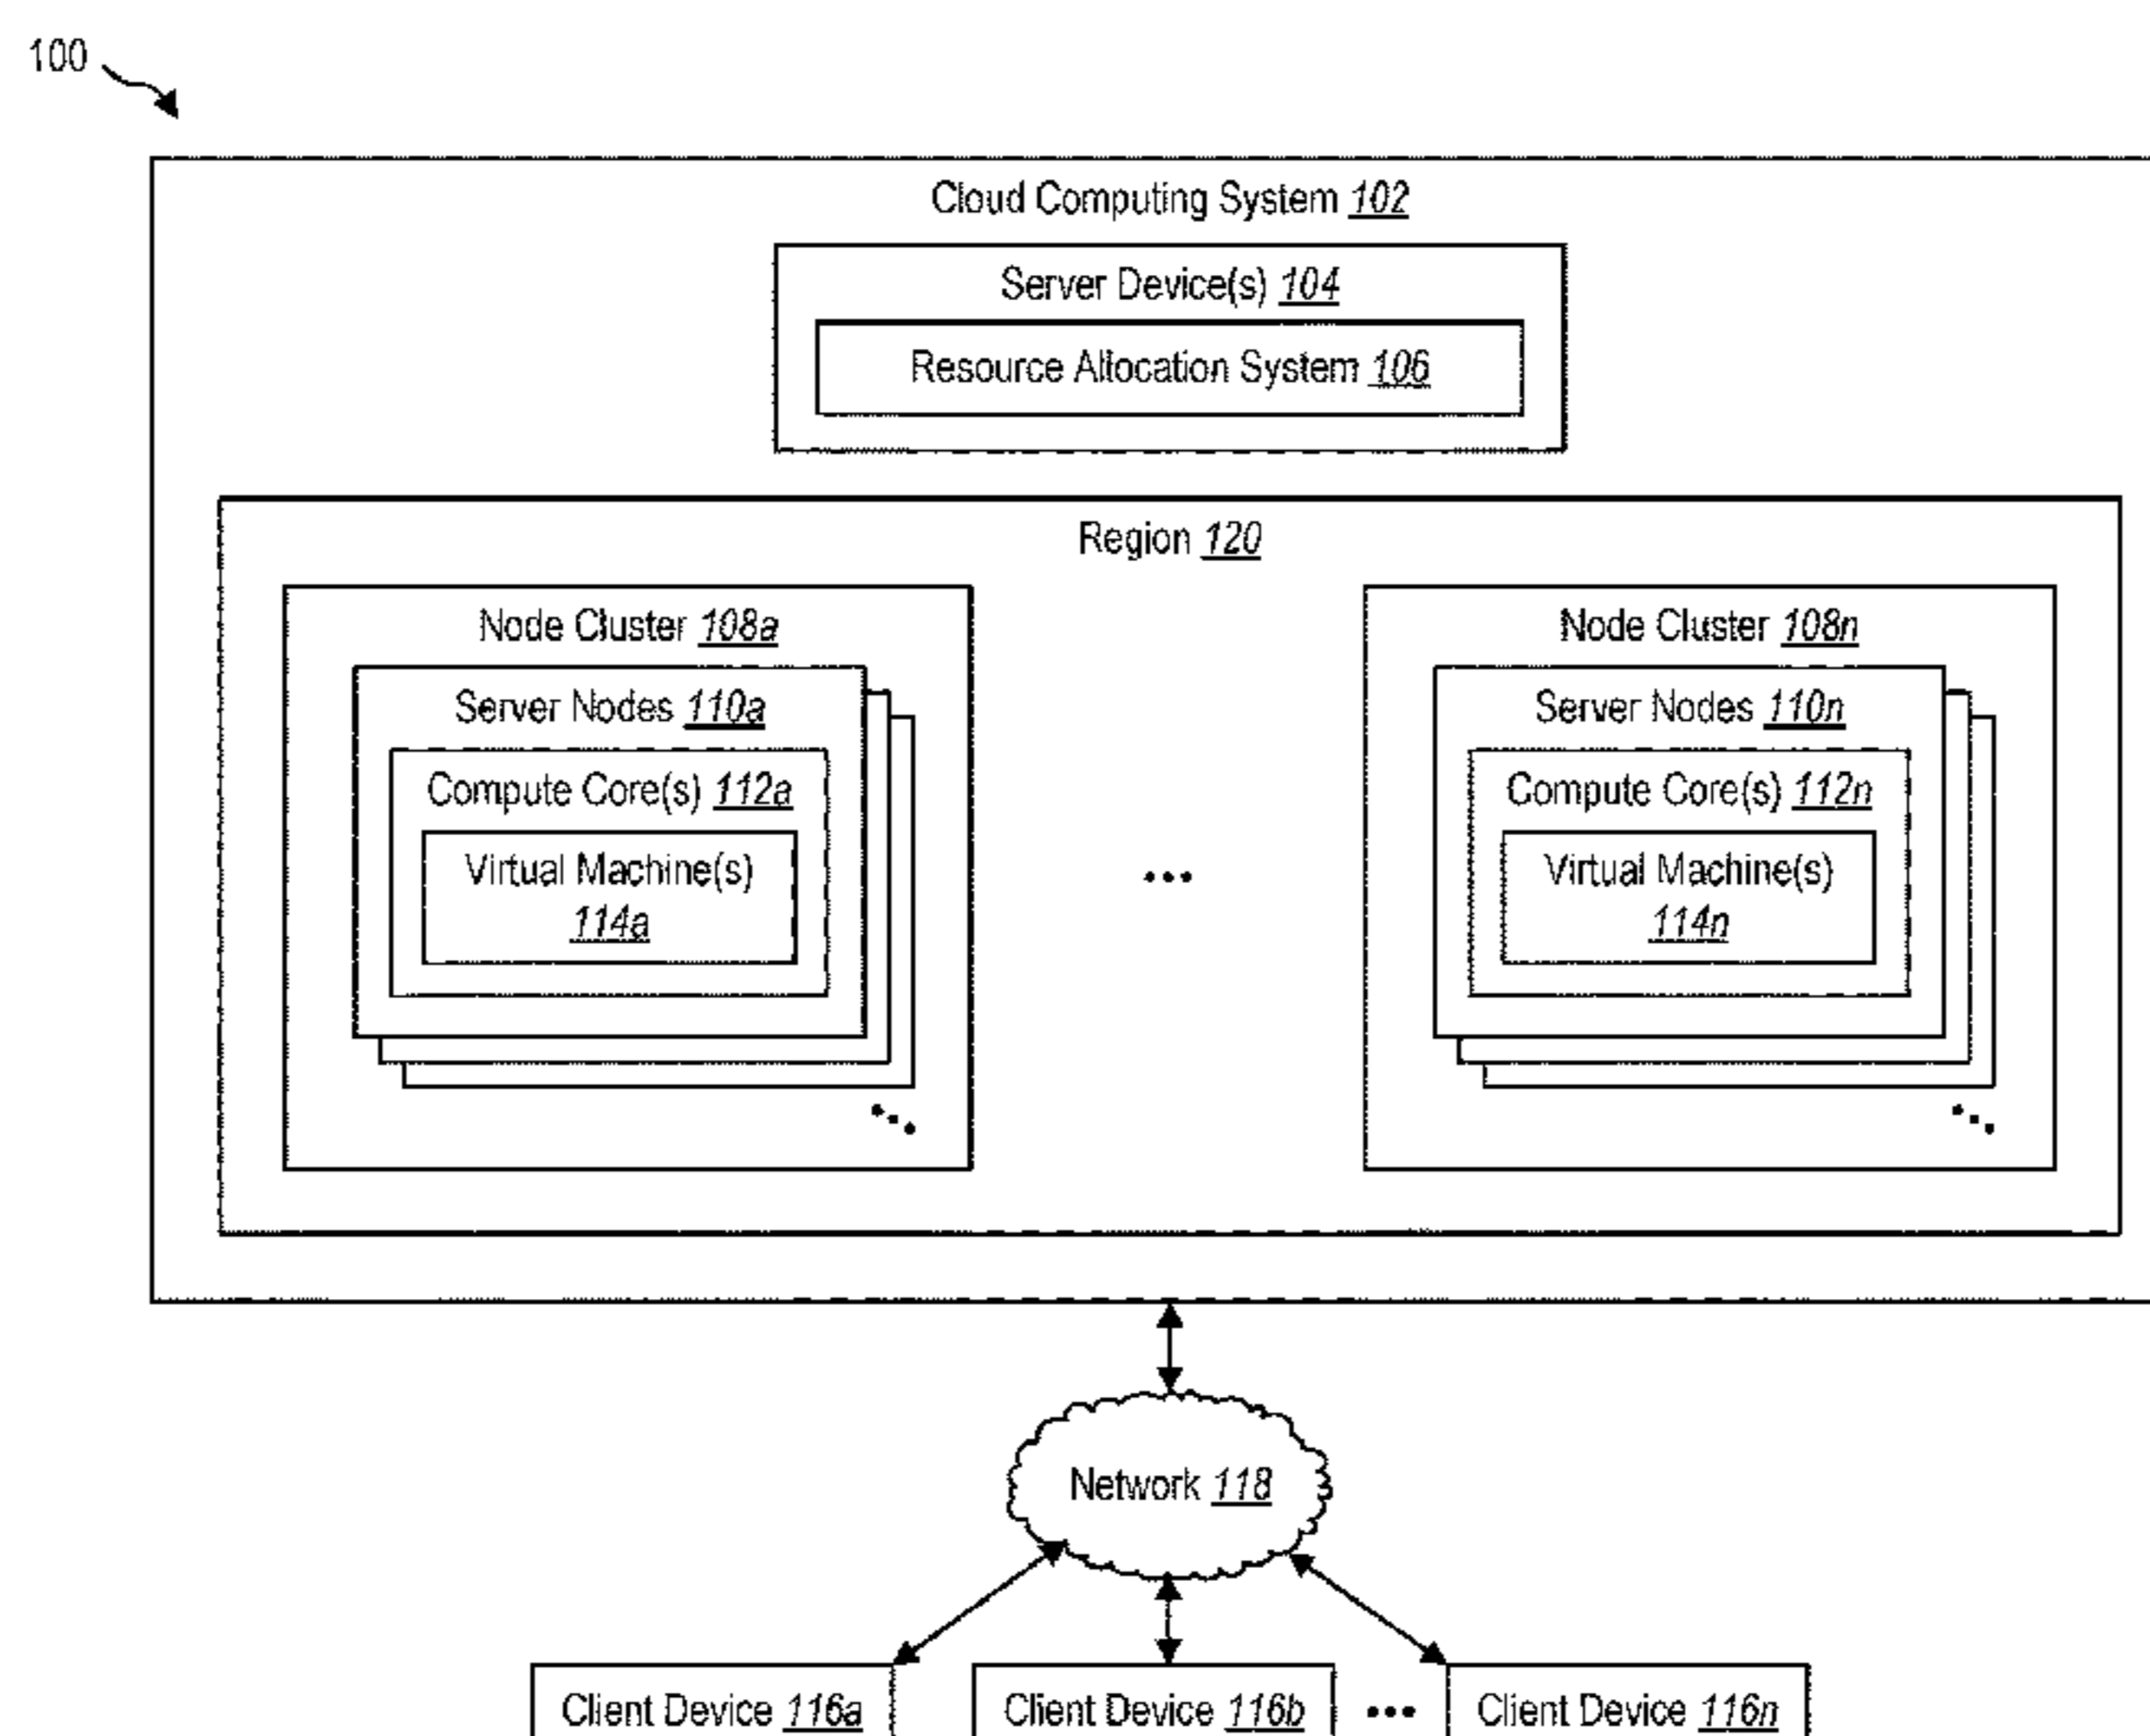 100
Cloud Computing System 102
Server Device(s) 104
Resource Allocation System 106
Region 120
Node Cluster 108a
Server Nodes 110a
Compute Core(s) 112a
Virtual Machine(s)
114a
Node Cluster 108n
Server Nodes 110n
Compute Core(s) 112n
Virtual Machine(s)
114n
Network 118
Client Device 116a
Client Device 116b
Client Device 116n